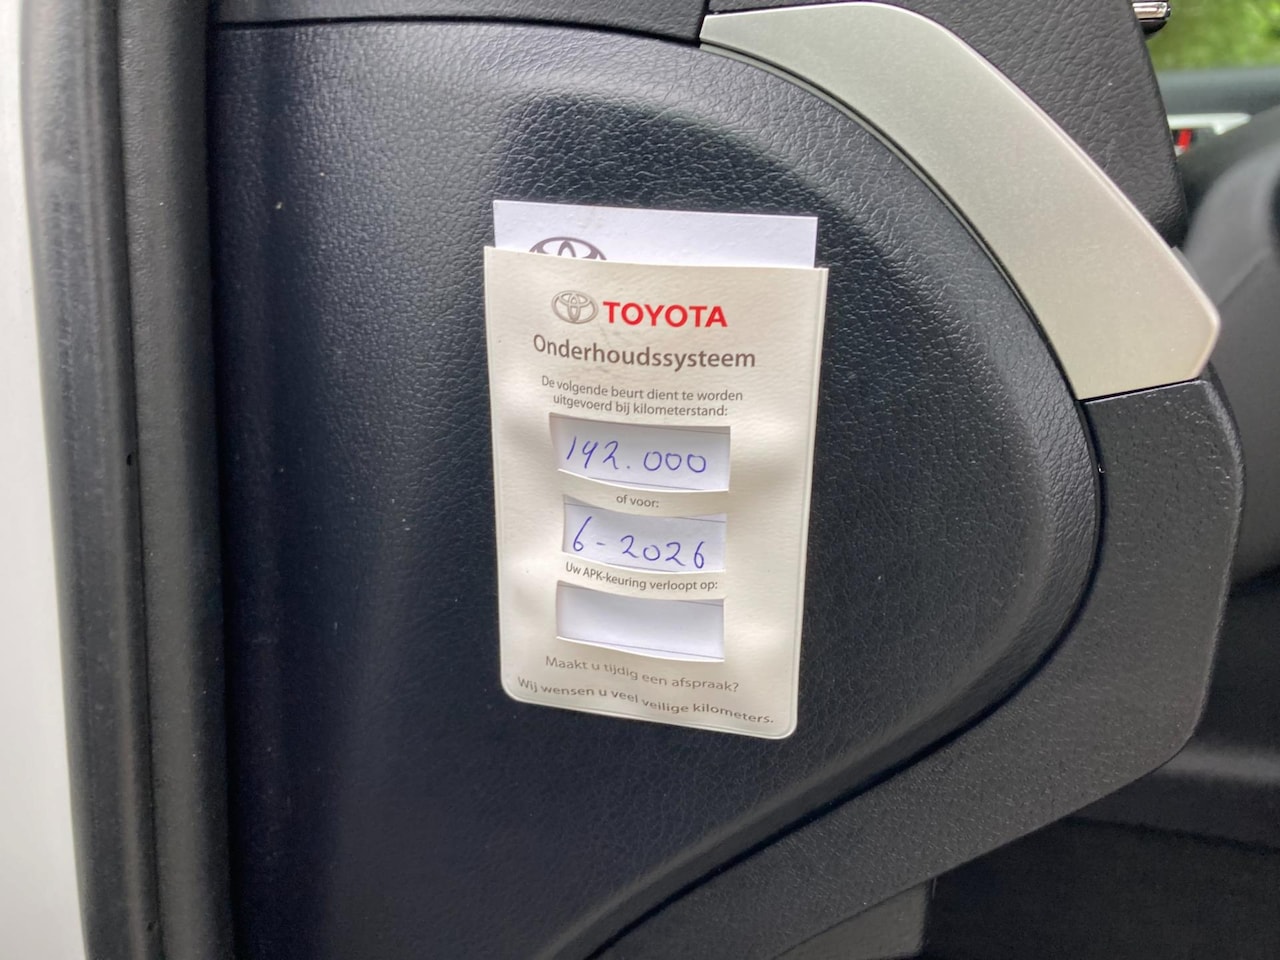 TOYOTA
Onderhoudssysteem
De volgende beurt dient te worden
uitgevoerd bij kilometerstand:
142.000
of voor:
6-2026
Uw APK-keuring verloopt op:
Maakt u tijdig een afspraak?
Wij wensen u veel veilige kilometers.